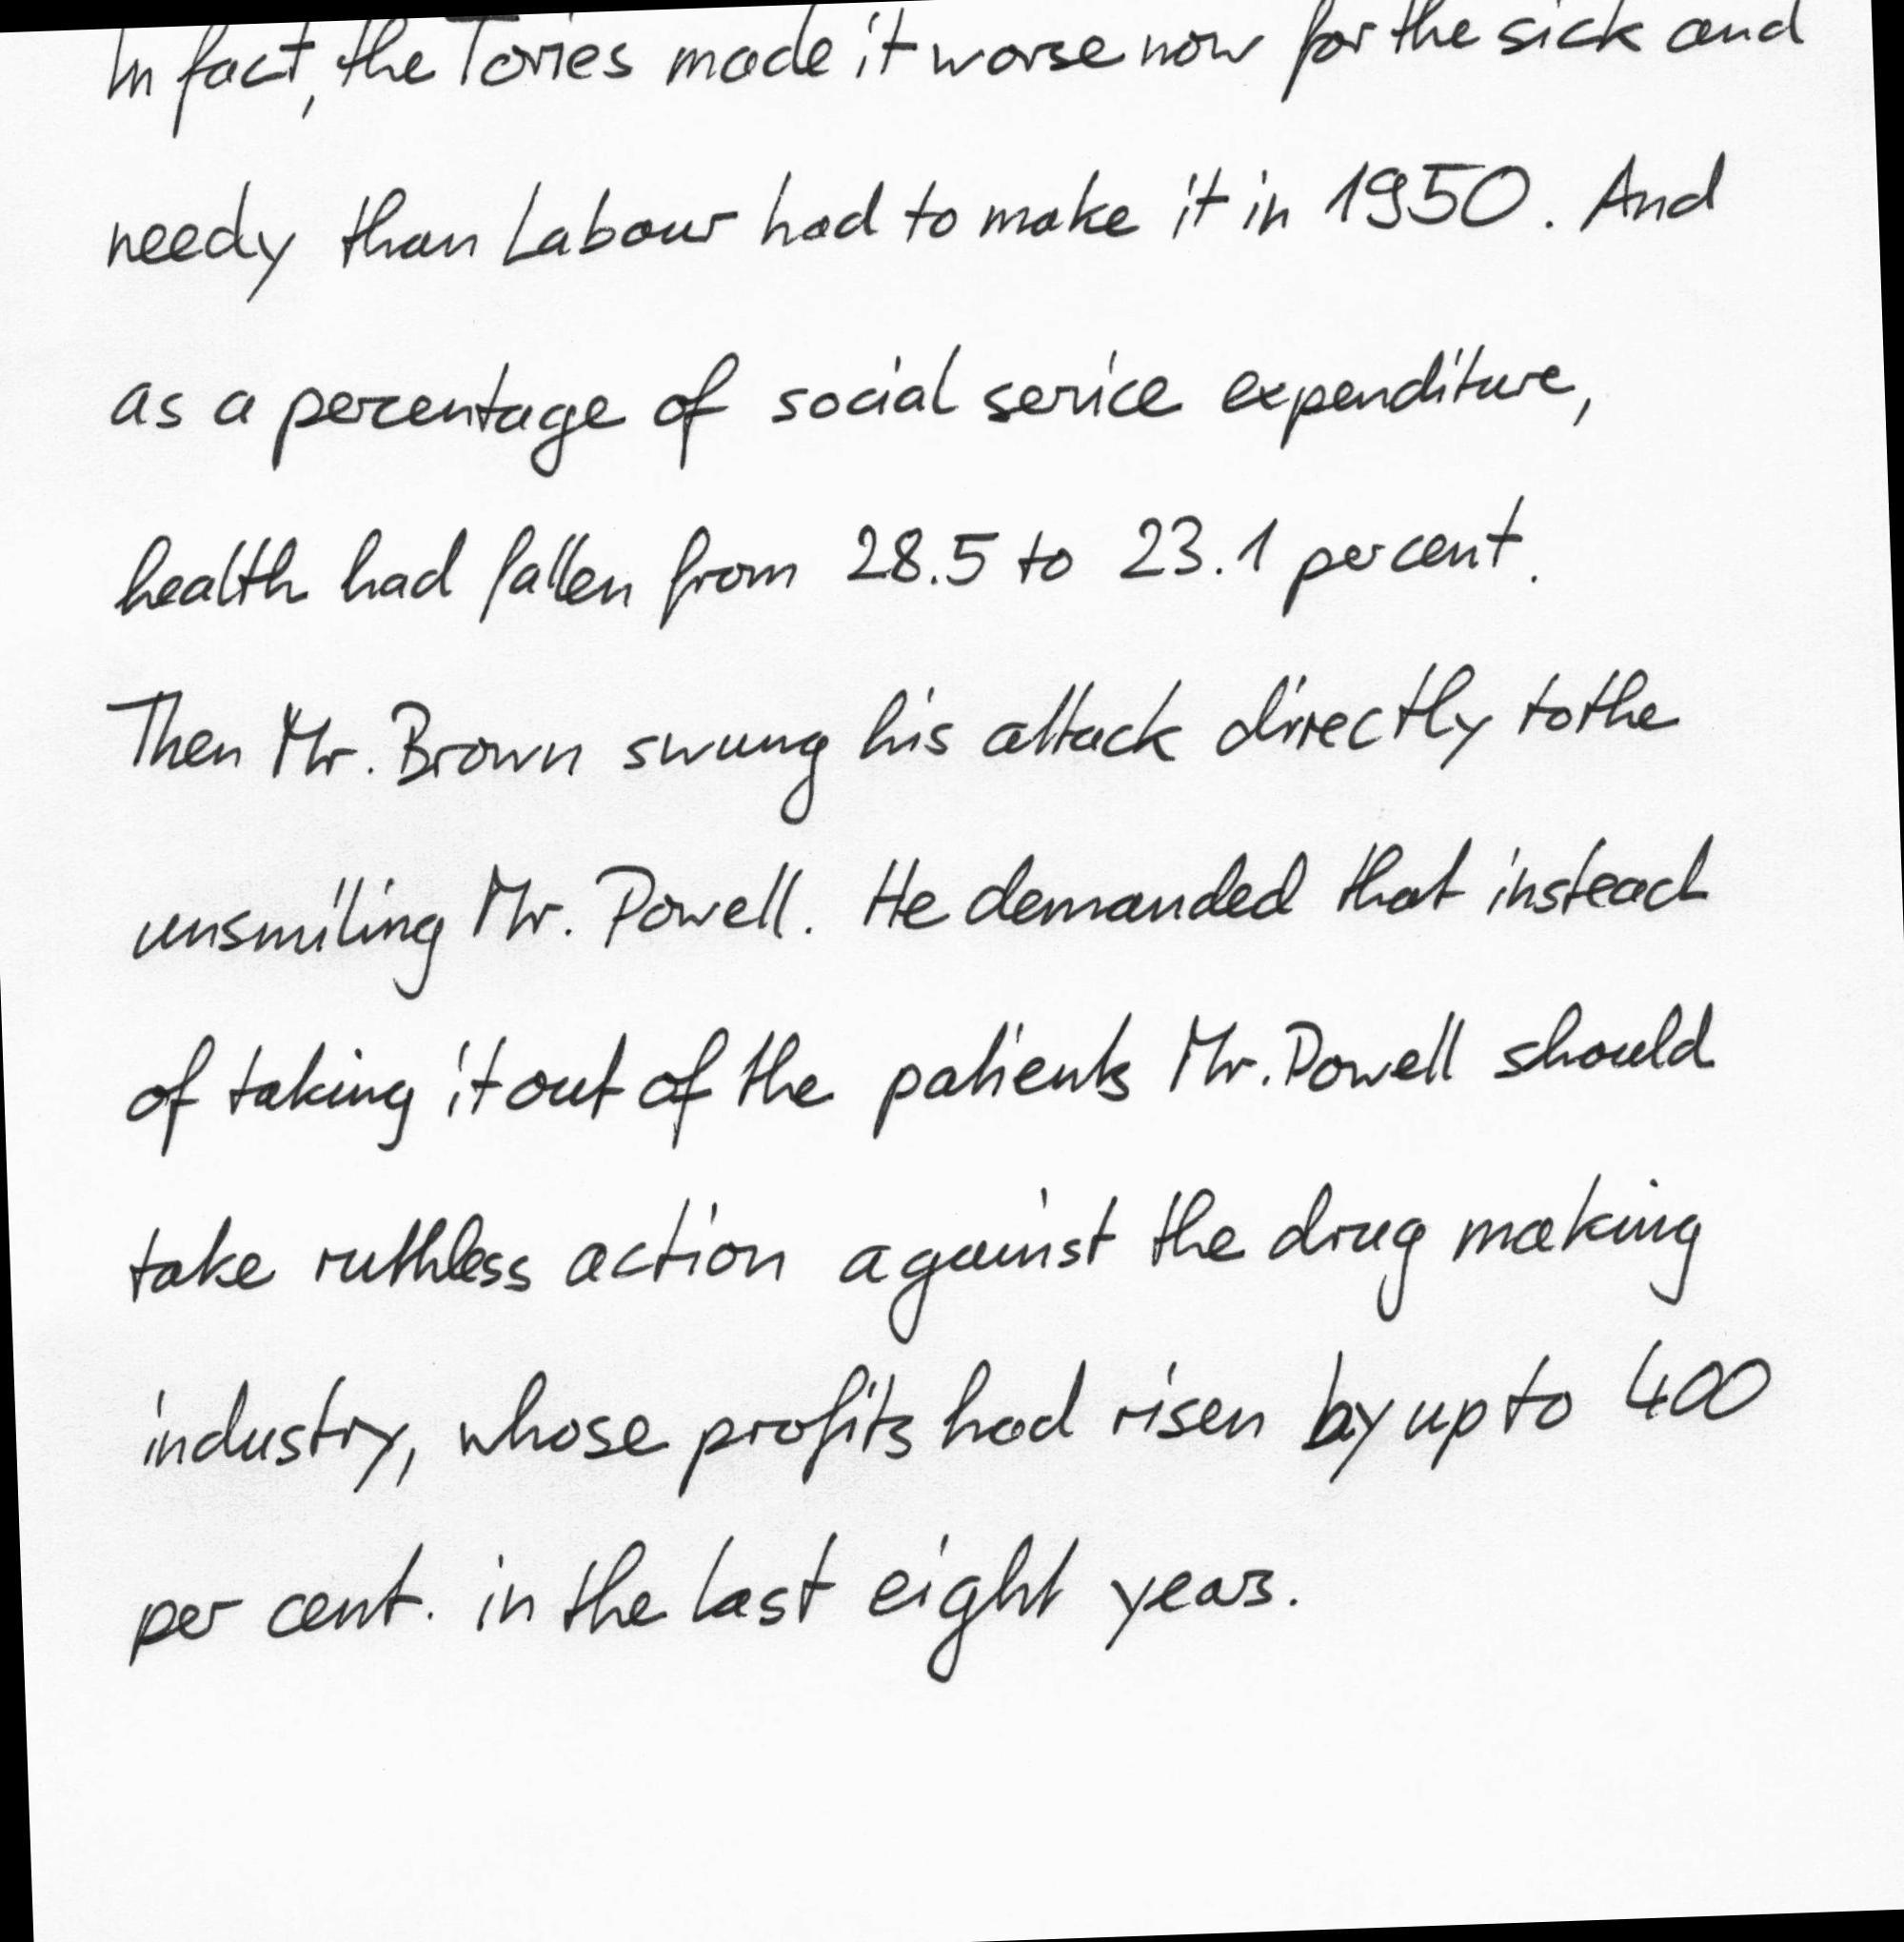 In fact, the Tories made it worse now for the sick and
needy than Labour had to make it in 1950. And
as a percentage of social serice expenditure,
health had fallen from 28.5 to 23.1 percent.
Then Mr. Brown swung his attack directly to the
unsmiling Mr. Powell. He demanded that instead
of taking it out of the patients Mr. Powell should
take ruthless action against the drug making
industry, whose profits had risen by up to 400
per cent. in the last eight years.